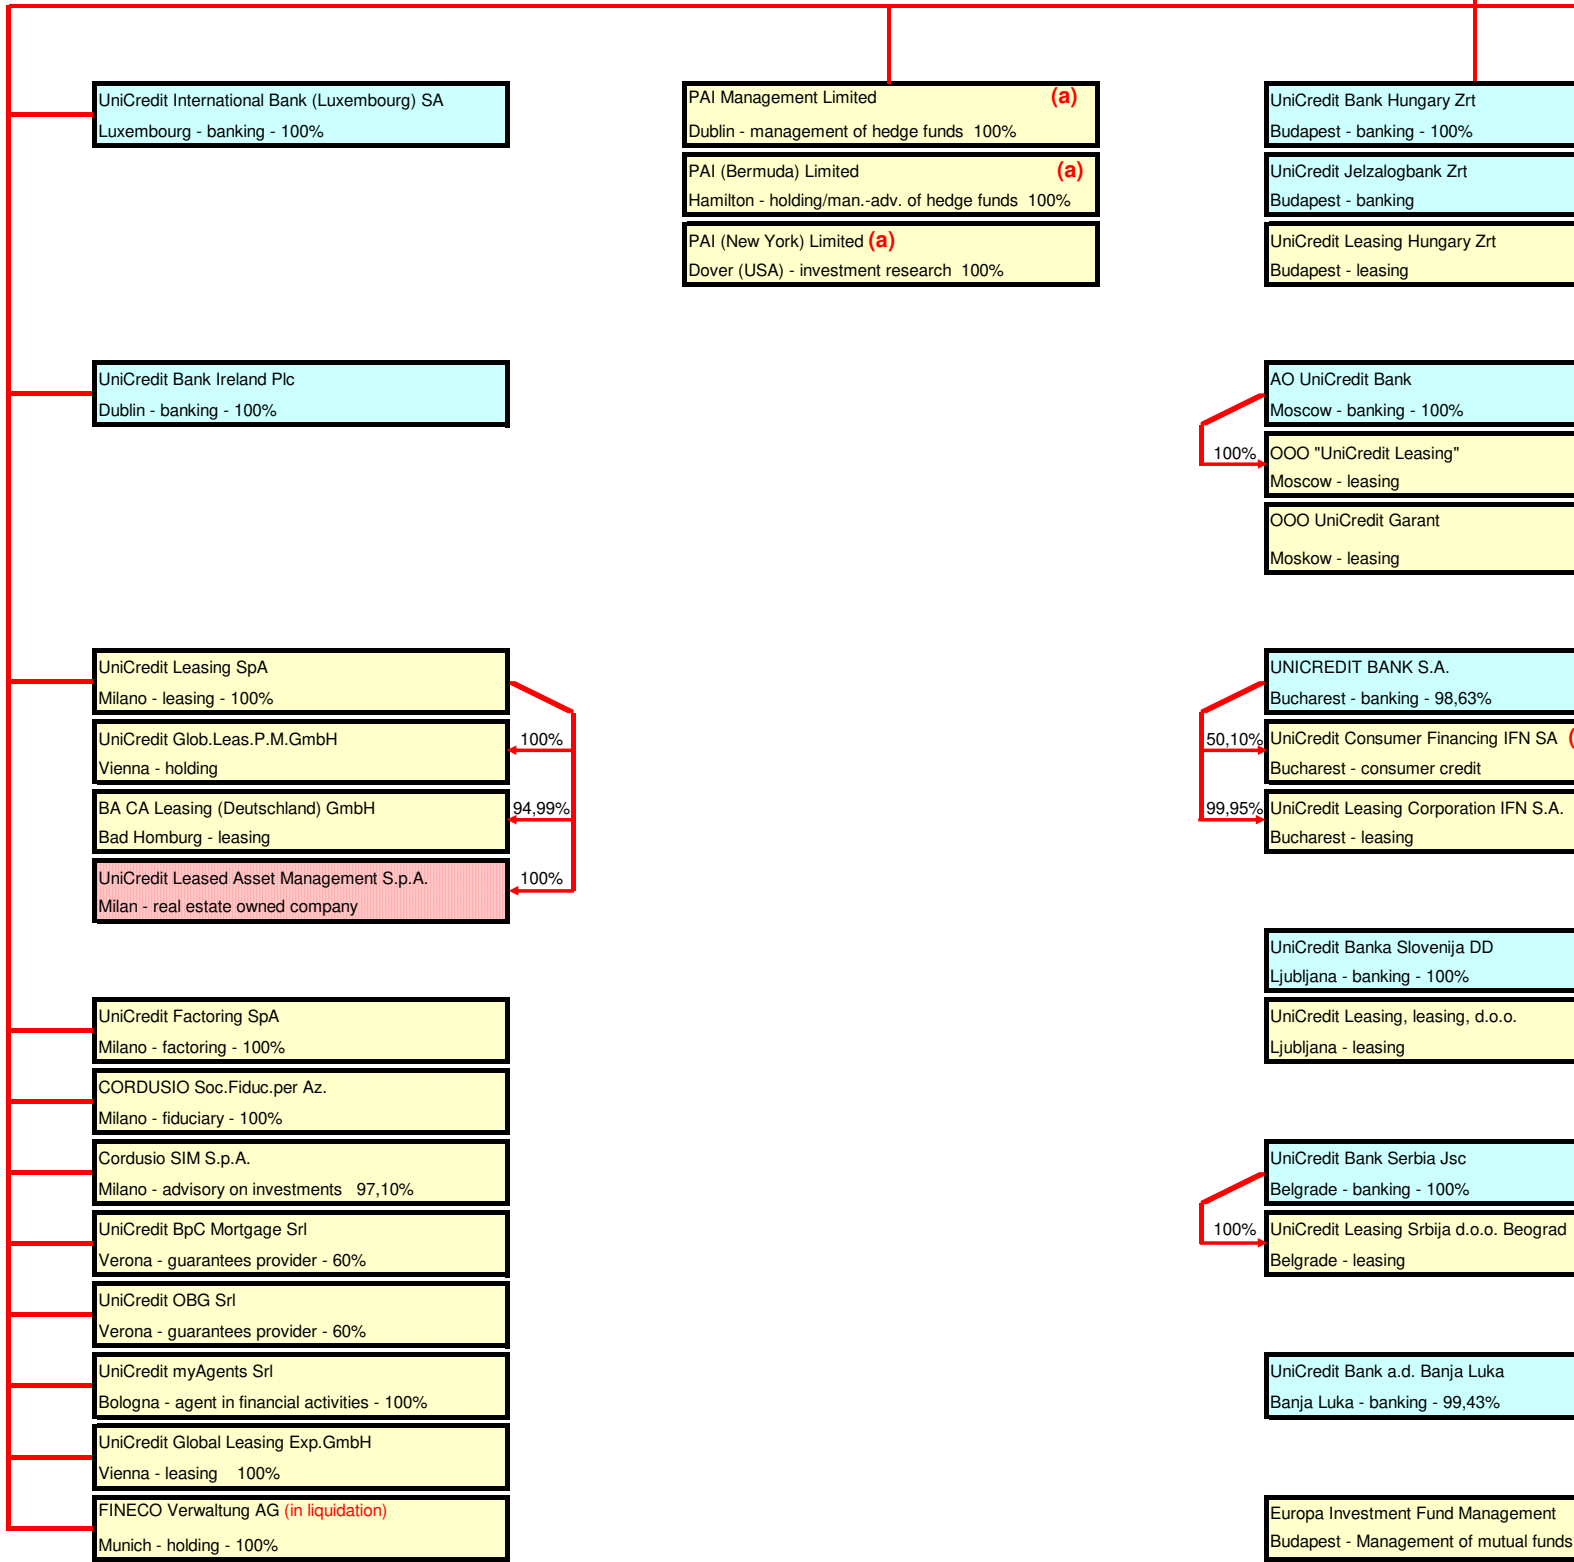 UniCredit International Bank (Luxembourg) SA
Luxembourg - banking - 100%
UniCredit Bank Ireland Plc
Dublin - banking - 100%
UniCredit Leasing SpA
Milano - leasing - 100%
UniCredit Glob.Leas.P.M.GmbH
Vienna - holding
100%
BA CA Leasing (Deutschland) GmbH
Bad Homburg - leasing
94,99%
UniCredit Leased Asset Management S.p.A.
Milan - real estate owned company
100%
UniCredit Factoring SpA
Milano - factoring - 100%
CORDUSIO Soc.Fiduc.per Az.
Milano - fiduciary - 100%
Cordusio SIM S.p.A.
Milano - advisory on investments 97,10%
UniCredit BpC Mortgage Srl
Verona - guarantees provider - 60%
UniCredit OBG Srl
Verona - guarantees provider - 60%
UniCredit myAgents Srl
Bologna - agent in financial activities - 100%
UniCredit Global Leasing Exp.GmbH
Vienna - leasing 100%
FINECO Verwaltung AG (in liquidation)
Munich - holding - 100%
PAI Management Limited (a)
Dublin - management of hedge funds 100%
PAI (Bermuda) Limited (a)
Hamilton - holding/man.-adv. of hedge funds 100%
PAI (New York) Limited (a)
Dover (USA) - investment research 100%
UniCredit Bank Hungary Zrt
Budapest - banking - 100%
UniCredit Jelzalogbank Zrt
Budapest - banking
UniCredit Leasing Hungary Zrt
Budapest - leasing
AO UniCredit Bank
Moscow - banking - 100%
100%
OOO "UniCredit Leasing"
Moscow - leasing
OOO UniCredit Garant
Moskow - leasing
UNICREDIT BANK S.A.
Bucharest - banking - 98,63%
50,10%
UniCredit Consumer Financing IFN SA (
Bucharest - consumer credit
99,95%
UniCredit Leasing Corporation IFN S.A.
Bucharest - leasing
UniCredit Banka Slovenija DD
Ljubljana - banking - 100%
UniCredit Leasing, leasing, d.o.o.
Ljubljana - leasing
UniCredit Bank Serbia Jsc
Belgrade - banking - 100%
100%
UniCredit Leasing Srbija d.o.o. Beograd
Belgrade - leasing
UniCredit Bank a.d. Banja Luka
Banja Luka - banking - 99,43%
Europa Investment Fund Management
Budapest - Management of mutual funds